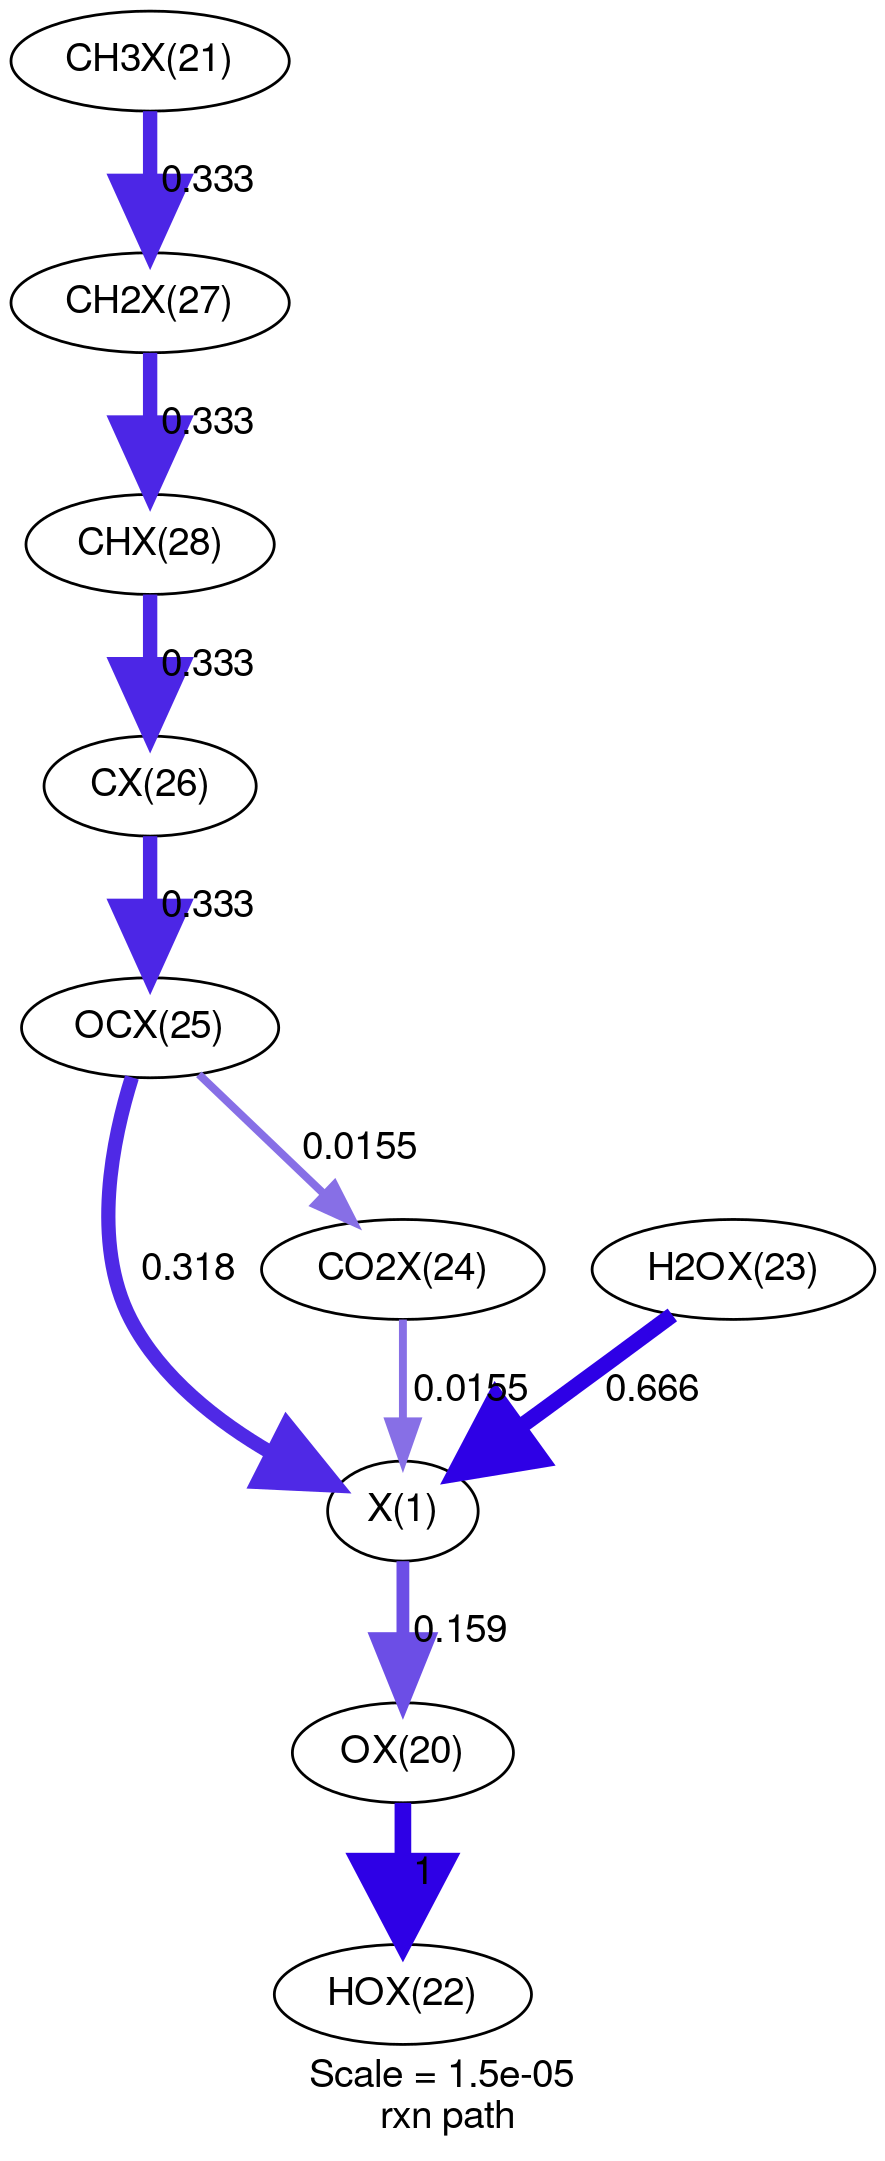 CH3X(21)
0.333
CH2X(27)
0.333
CHX(28)
0.333
CX(26)
0.333
OCX(25)
0.0155
0.318
CO2X(24)
H2OX(23)
0.0155
0.666
X(1)
0.159
OX(20)
1
HOX(22)
Scale = 1.5e-05
rxn path